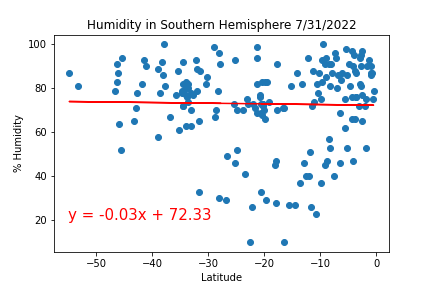 Humidity in Southern Hemisphere 7/31/2022
100
80
60
40
20
% Humidity
y = -0.03x + 72.33
−50
−40
−30
−20
−10
0
Latitude